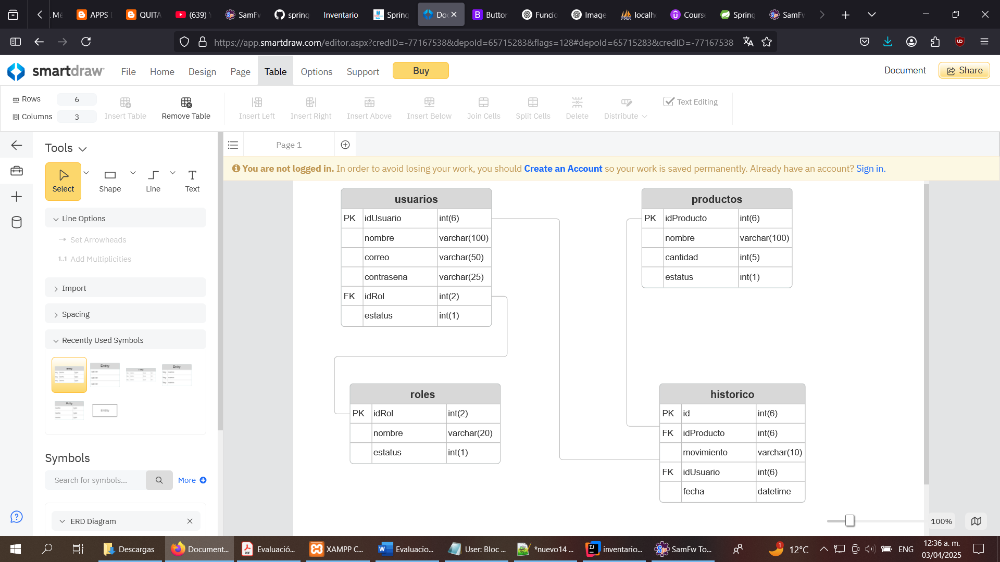 Mé
APPS
QUITA
(639)
SamFw
spring
Inventario
Spring
Doc
Button
Funcio
Image
localh
Course
Spring
SamFw
https://app.smartdraw.com/editor.aspx?credID=-77167538&depoId=65715283&flags=128#depoId=65715283&credID=-77167538
smartdraw
File
Home
Design
Page
Table
Options
Support
Buy
Document
Share
Rows
6
Columns
3
Insert Table
Remove Table
Insert Left
Insert Right
Insert Above
Insert Below
Join Cells
Split Cells
Delete
Distribute
Text Editing
Tools
Select
Shape
Line
Text
Line Options
Set Arrowheads
1..1 Add Multiplicities
Import
Spacing
Recently Used Symbols
Symbols
Search for symbols...
More
ERD Diagram
Page 1
You are not logged in. In order to avoid losing your work, you should Create an Account so your work is saved permanently. Already have an account? Sign in.
usuarios
PK idUsuario int(6)
nombre varchar(100)
correo varchar(50)
contrasena varchar(25)
FK idRol int(2)
estatus int(1)
productos
PK idProducto int(6)
nombre varchar(100)
cantidad int(5)
estatus int(1)
roles
PK idRol int(2)
nombre varchar(20)
estatus int(1)
historico
PK id int(6)
FK idProducto int(6)
movimiento varchar(10)
FK idUsuario int(6)
fecha datetime
100%
Descargas
Document...
Evaluació...
XAMPP C...
Evaluacio...
User: Bloc ...
*nuevo14 ...
inventario...
SamFw To...
1
12°C
ENG
12:36 a. m.
03/04/2025